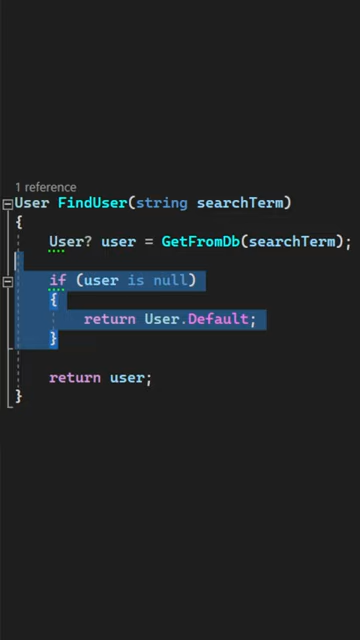 1 reference
User FindUser(string searchTerm)
{
User? user = GetFromDb(searchTerm);
if (user is null)
{
return User.Default;
}
return user;
}